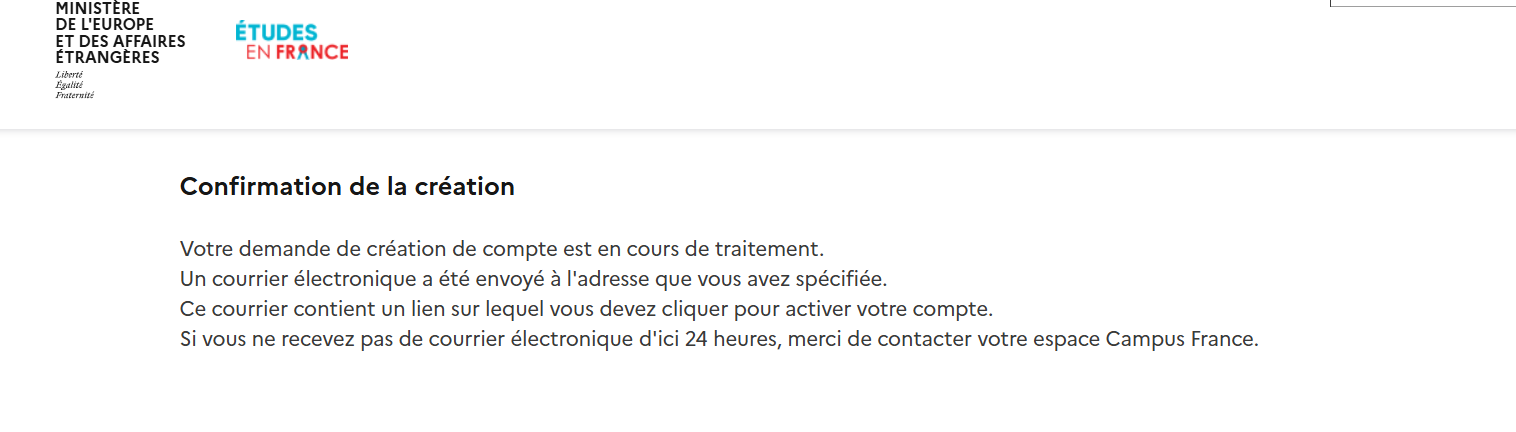 MINISTÈRE
DE L'EUROPE
ET DES AFFAIRES
ÉTRANGÈRES
Liberté
Égalité
Fraternité
ÉTUDES
EN FRANCE
Confirmation de la création
Votre demande de création de compte est en cours de traitement.
Un courrier électronique a été envoyé à l'adresse que vous avez spécifiée.
Ce courrier contient un lien sur lequel vous devez cliquer pour activer votre compte.
Si vous ne recevez pas de courrier électronique d'ici 24 heures, merci de contacter votre espace Campus France.